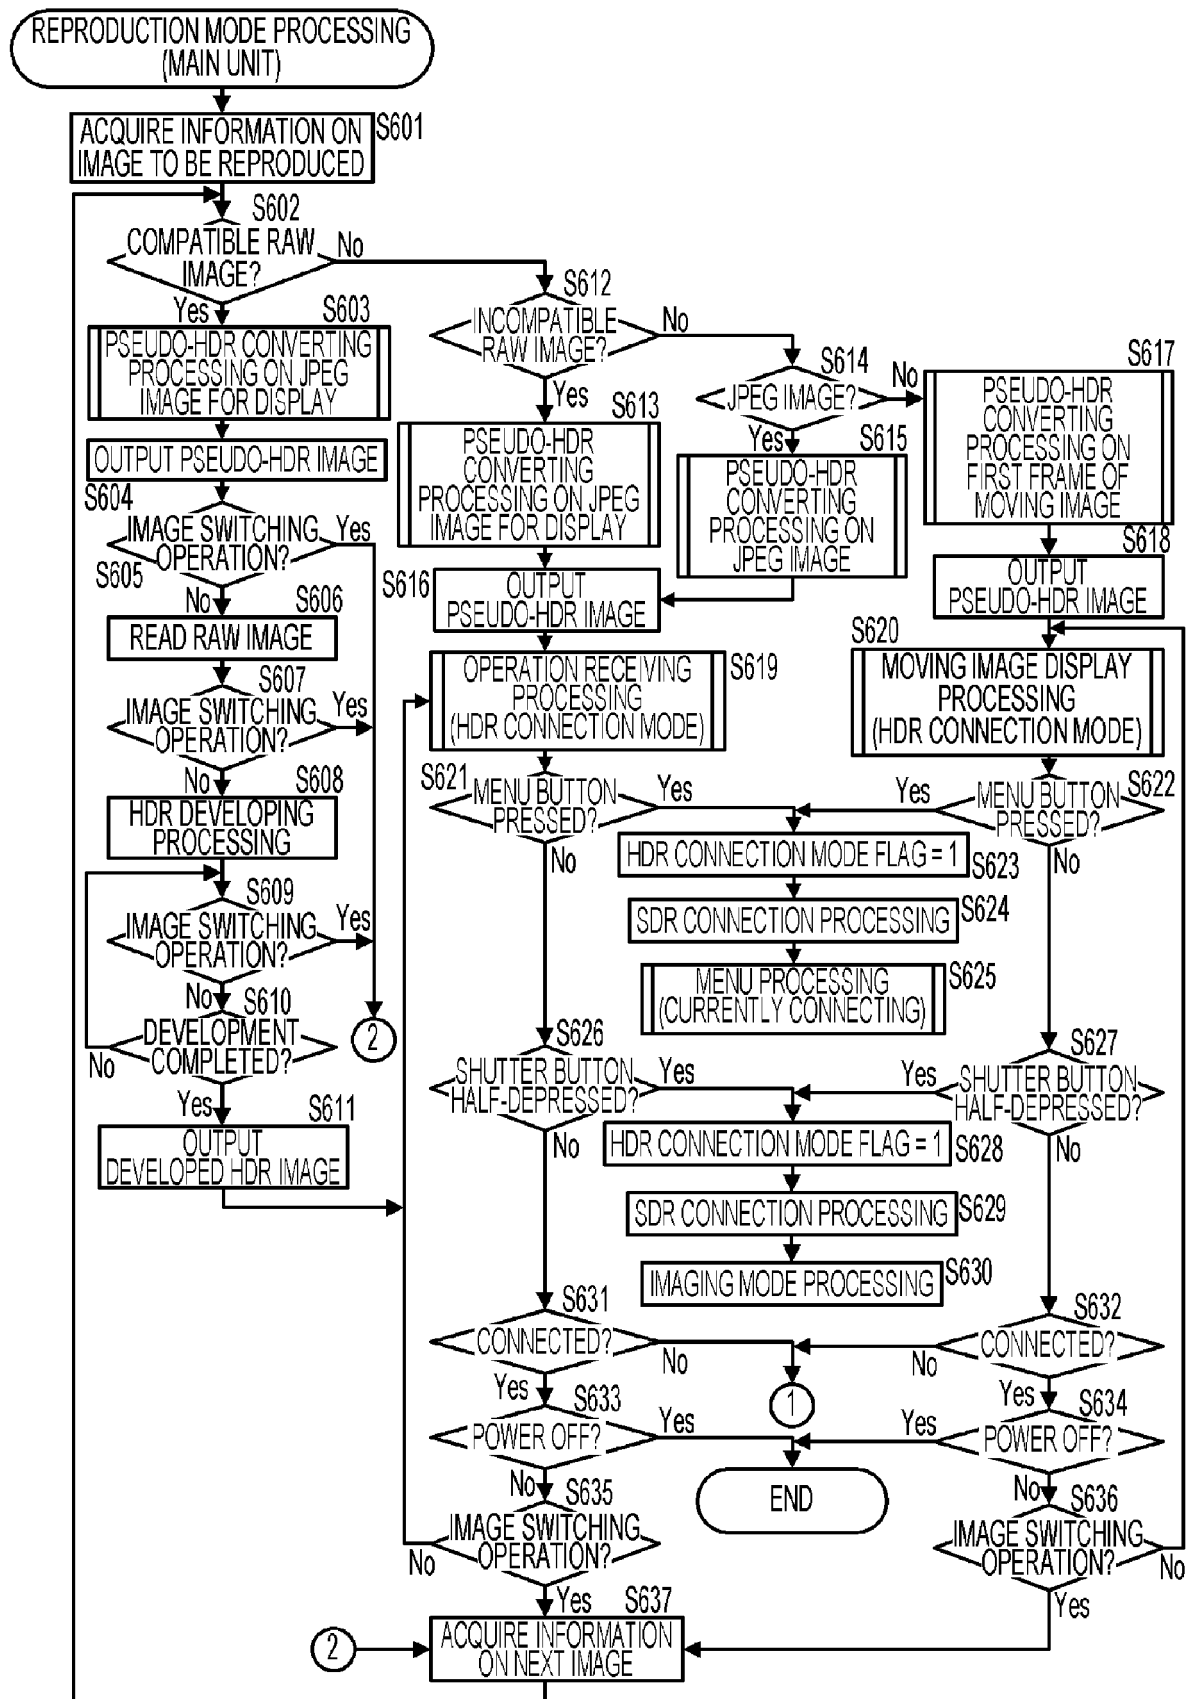 REPRODUCTION MODE PROCESSING
(MAIN UNIT)
ACQUIRE INFORMATION ON
IMAGE TO BE REPRODUCED
S601
S602
COMPATIBLE RAW
IMAGE?
No
Yes
S603
PSEUDO-HDR CONVERTING
PROCESSING ON JPEG
IMAGE FOR DISPLAY
OUTPUT PSEUDO-HDR IMAGE
S604
IMAGE SWITCHING
OPERATION?
Yes
S605
No
S606
READ RAW IMAGE
S607
IMAGE SWITCHING
OPERATION?
Yes
No
S608
HDR DEVELOPING
PROCESSING
S609
IMAGE SWITCHING
OPERATION?
Yes
No
S610
DEVELOPMENT
COMPLETED?
No
2
Yes
S611
OUTPUT
DEVELOPED HDR IMAGE
S612
INCOMPATIBLE
RAW IMAGE?
No
Yes
S613
PSEUDO-HDR
CONVERTING
PROCESSING ON JPEG
IMAGE FOR DISPLAY
S614
JPEG IMAGE?
No
Yes
S615
PSEUDO-HDR
CONVERTING
PROCESSING ON
JPEG IMAGE
S616
OUTPUT
PSEUDO-HDR IMAGE
S617
PSEUDO-HDR
CONVERTING
PROCESSING ON
FIRST FRAME OF
MOVING IMAGE
S618
OUTPUT
PSEUDO-HDR IMAGE
OPERATION RECEIVING
PROCESSING
(HDR CONNECTION MODE)
S619
S620
MOVING IMAGE DISPLAY
PROCESSING
(HDR CONNECTION MODE)
S621
MENU BUTTON
PRESSED?
Yes
No
S622
MENU BUTTON
PRESSED?
Yes
No
HDR CONNECTION MODE FLAG = 1
S623
SDR CONNECTION PROCESSING
S624
MENU PROCESSING
(CURRENTLY CONNECTING)
S625
S626
SHUTTER BUTTON
HALF-DEPRESSED?
Yes
No
S627
SHUTTER BUTTON
HALF-DEPRESSED?
Yes
No
HDR CONNECTION MODE FLAG = 1
S628
SDR CONNECTION PROCESSING
S629
IMAGING MODE PROCESSING
S630
S631
CONNECTED?
No
Yes
S632
CONNECTED?
No
Yes
1
S633
POWER OFF?
Yes
No
S634
POWER OFF?
Yes
No
END
S635
IMAGE SWITCHING
OPERATION?
No
Yes
S636
IMAGE SWITCHING
OPERATION?
No
Yes
S637
2
ACQUIRE INFORMATION
ON NEXT IMAGE